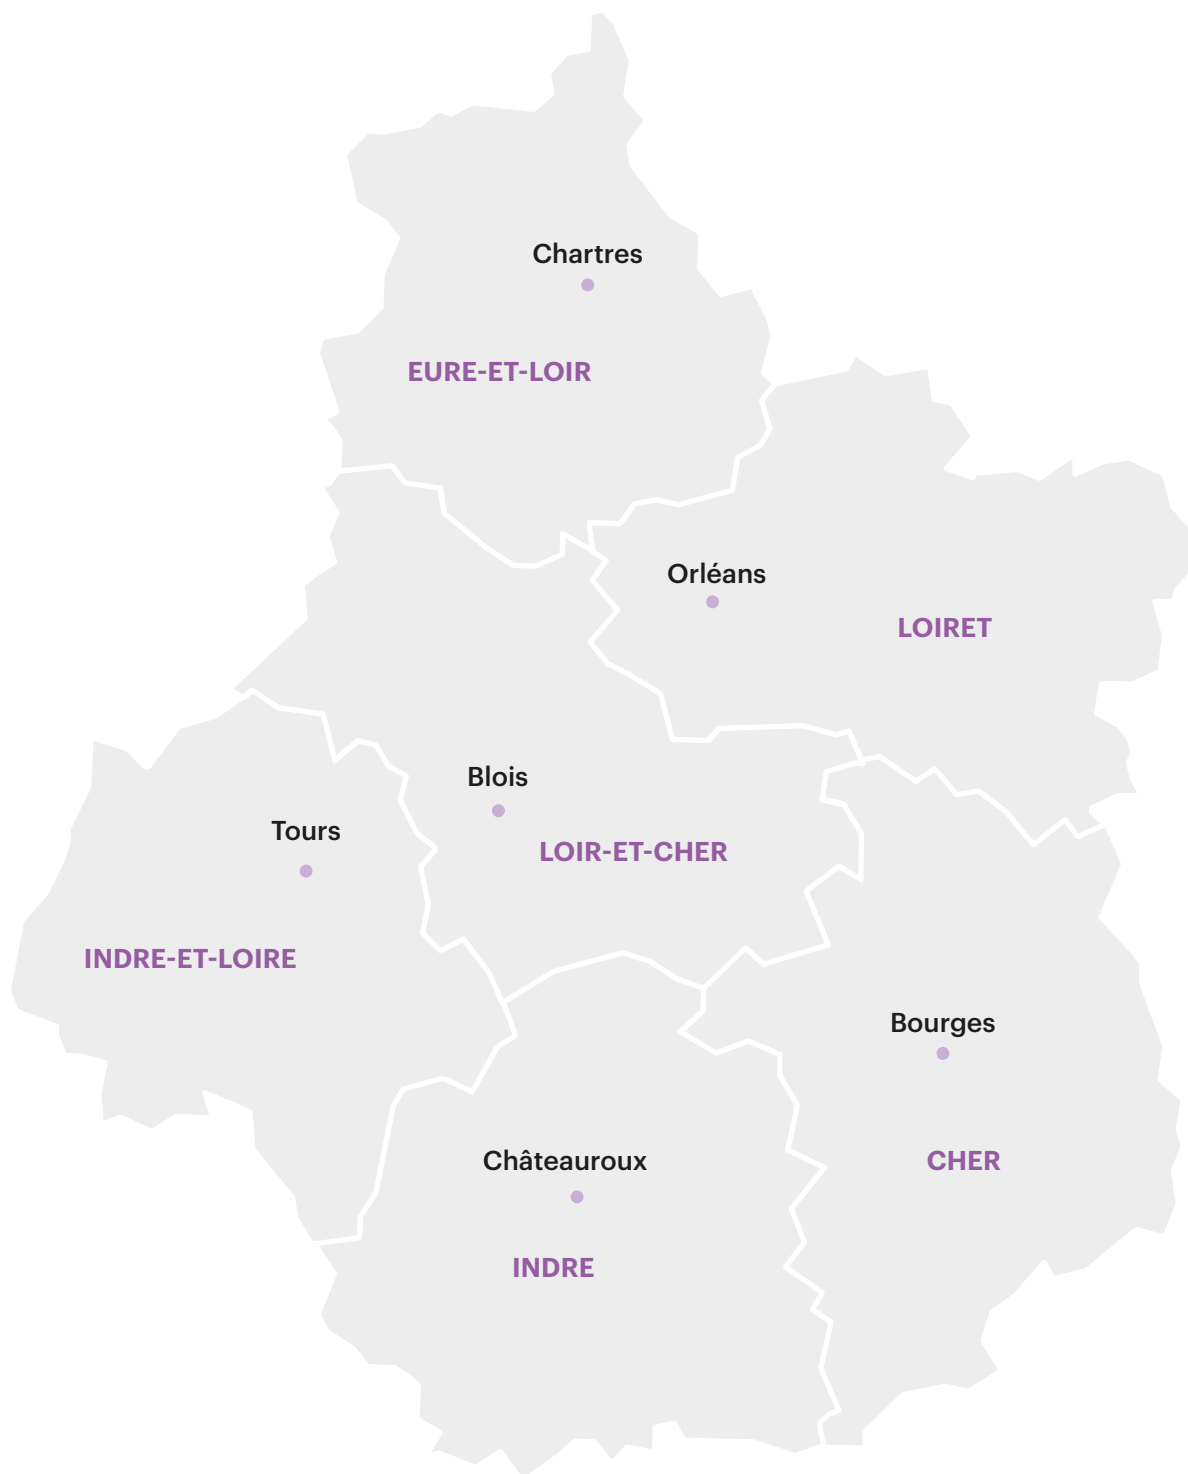 Chartres
EURE-ET-LOIR
Orléans
LOIRET
Blois
Tours
LOIR-ET-CHER
INDRE-ET-LOIRE
Bourges
Châteauroux
CHER
INDRE